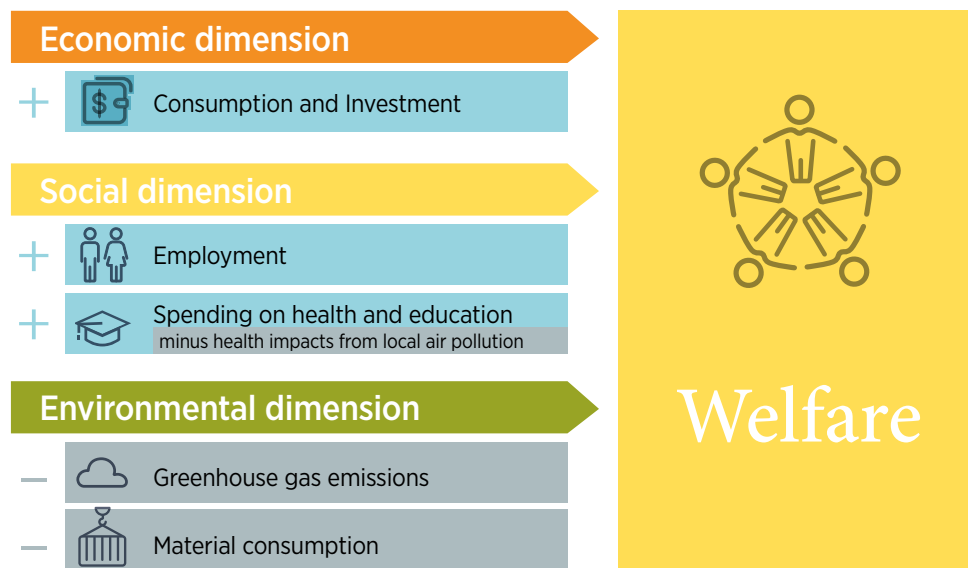 Economic dimension
+ Consumption and Investment
Social dimension
+ Employment
+ Spending on health and education
minus health impacts from local air pollution
Environmental dimension
– Greenhouse gas emissions
– Material consumption
$
Welfare